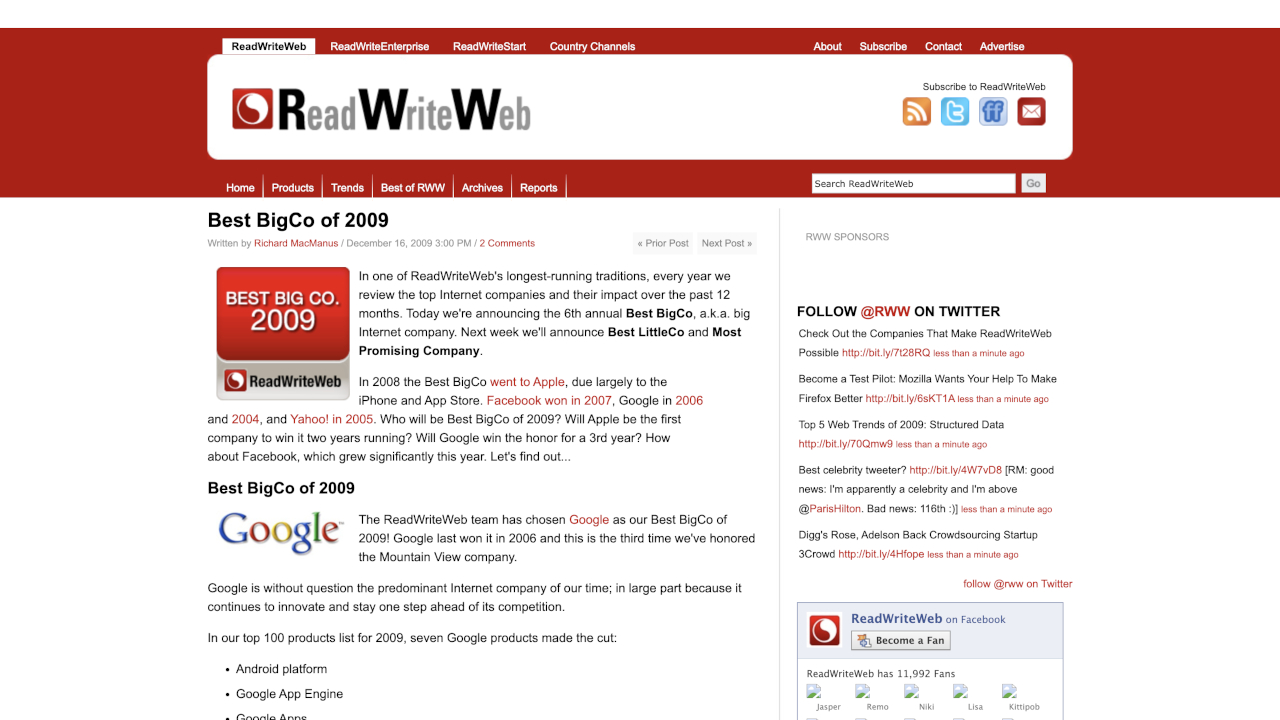 ReadWriteWeb ReadWriteEnterprise ReadWriteStart Country Channels About Subscribe Contact Advertise
ReadWriteWeb
Subscribe to ReadWriteWeb
Home Products Trends Best of RWW Archives Reports
Search ReadWriteWeb Go
Best BigCo of 2009
Written by Richard MacManus / December 16, 2009 3:00 PM / 2 Comments
« Prior Post Next Post »
BEST BIG CO.
2009
ReadWriteWeb
In one of ReadWriteWeb's longest-running traditions, every year we
review the top Internet companies and their impact over the past 12
months. Today we're announcing the 6th annual Best BigCo, a.k.a. big
Internet company. Next week we'll announce Best LittleCo and Most
Promising Company.
In 2008 the Best BigCo went to Apple, due largely to the
iPhone and App Store. Facebook won in 2007, Google in 2006
and 2004, and Yahoo! in 2005. Who will be Best BigCo of 2009? Will Apple be the first
company to win it two years running? Will Google win the honor for a 3rd year? How
about Facebook, which grew significantly this year. Let's find out...
Best BigCo of 2009
Google
The ReadWriteWeb team has chosen Google as our Best BigCo of
2009! Google last won it in 2006 and this is the third time we've honored
the Mountain View company.
Google is without question the predominant Internet company of our time; in large part because it
continues to innovate and stay one step ahead of its competition.
In our top 100 products list for 2009, seven Google products made the cut:
• Android platform
• Google App Engine
• Google Apps
RWW SPONSORS
FOLLOW @RWW ON TWITTER
Check Out the Companies That Make ReadWriteWeb
Possible http://bit.ly/7t28RQ less than a minute ago
Become a Test Pilot: Mozilla Wants Your Help To Make
Firefox Better http://bit.ly/6sKT1A less than a minute ago
Top 5 Web Trends of 2009: Structured Data
http://bit.ly/70Qmw9 less than a minute ago
Best celebrity tweeter? http://bit.ly/4W7vD8 [RM: good
news: I'm apparently a celebrity and I'm above
@ParisHilton. Bad news: 116th :)] less than a minute ago
Digg's Rose, Adelson Back Crowdsourcing Startup
3Crowd http://bit.ly/4Hfope less than a minute ago
follow @rww on Twitter
ReadWriteWeb on Facebook
Become a Fan
ReadWriteWeb has 11,992 Fans
Jasper Remo Niki Lisa Kittipob